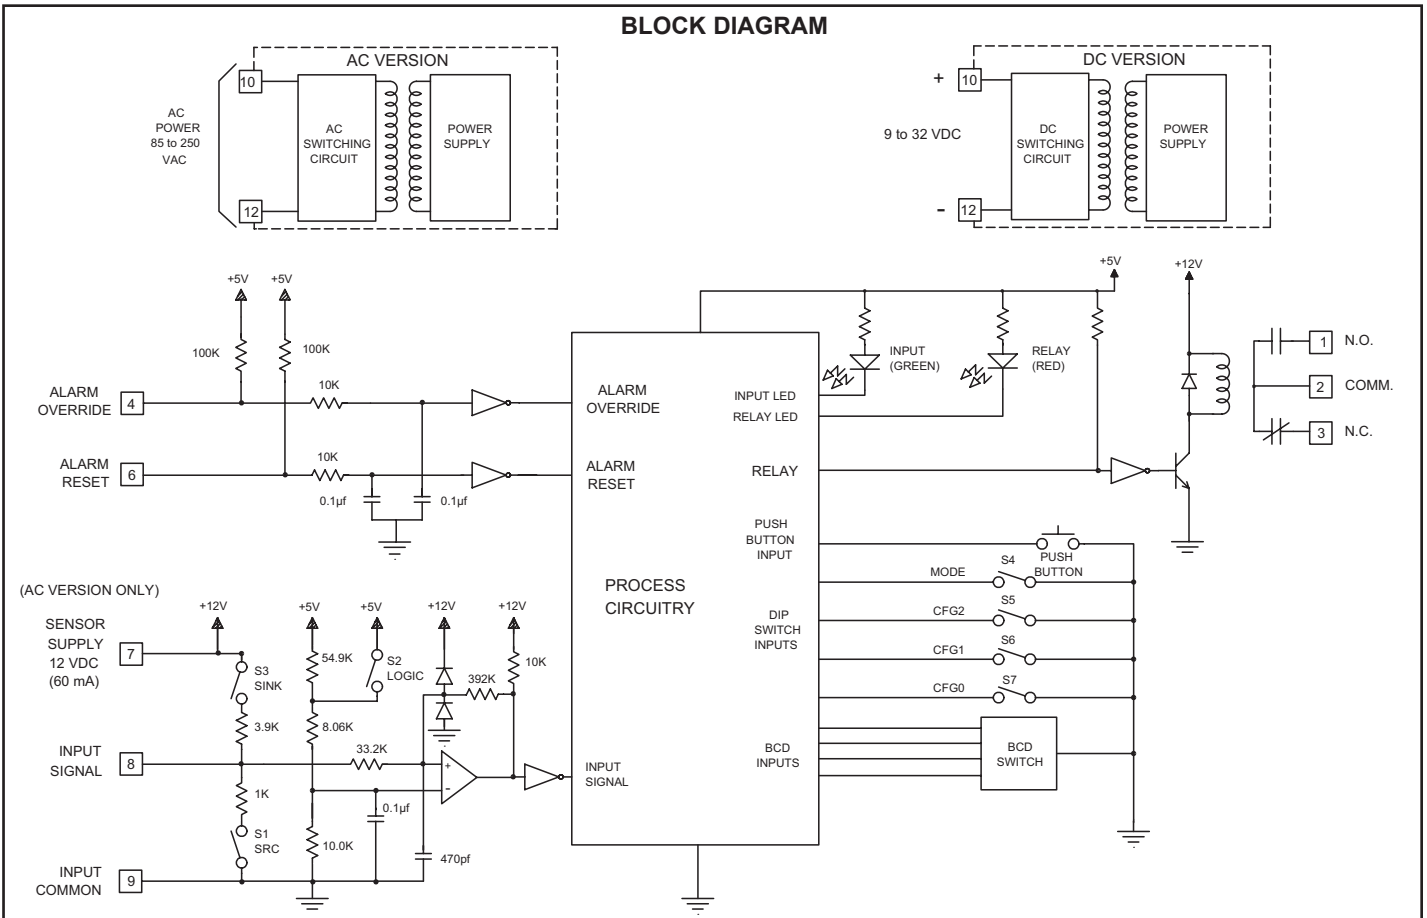 BLOCK DIAGRAM
AC VERSION
10
AC
POWER
85 to 250
VAC
AC
SWITCHING
CIRCUIT
POWER
SUPPLY
12
DC VERSION
+
10
9 to 32 VDC
DC
SWITCHING
CIRCUIT
POWER
SUPPLY
-
12
+5V
+5V
100K
100K
ALARM
OVERRIDE
4
10K
ALARM
RESET
6
10K
0.1µf
0.1µf
ALARM
OVERRIDE
ALARM
RESET
PROCESS
CIRCUITRY
INPUT
SIGNAL
INPUT LED
RELAY LED
RELAY
PUSH
BUTTON
INPUT
DIP
SWITCH
INPUTS
BCD
INPUTS
+5V
+12V
INPUT
(GREEN)
RELAY
(RED)
1
N.O.
2
COMM.
3
N.C.
PUSH
BUTTON
MODE
S4
CFG2
S5
CFG1
S6
CFG0
S7
BCD
SWITCH
(AC VERSION ONLY)
SENSOR
SUPPLY
12 VDC
(60 mA)
7
+12V
+5V
+5V
+12V
+12V
S3
SINK
54.9K
S2
LOGIC
392K
10K
3.9K
8.06K
INPUT
SIGNAL
8
33.2K
+
-
1K
0.1µf
S1
SRC
10.0K
470pf
INPUT
COMMON
9